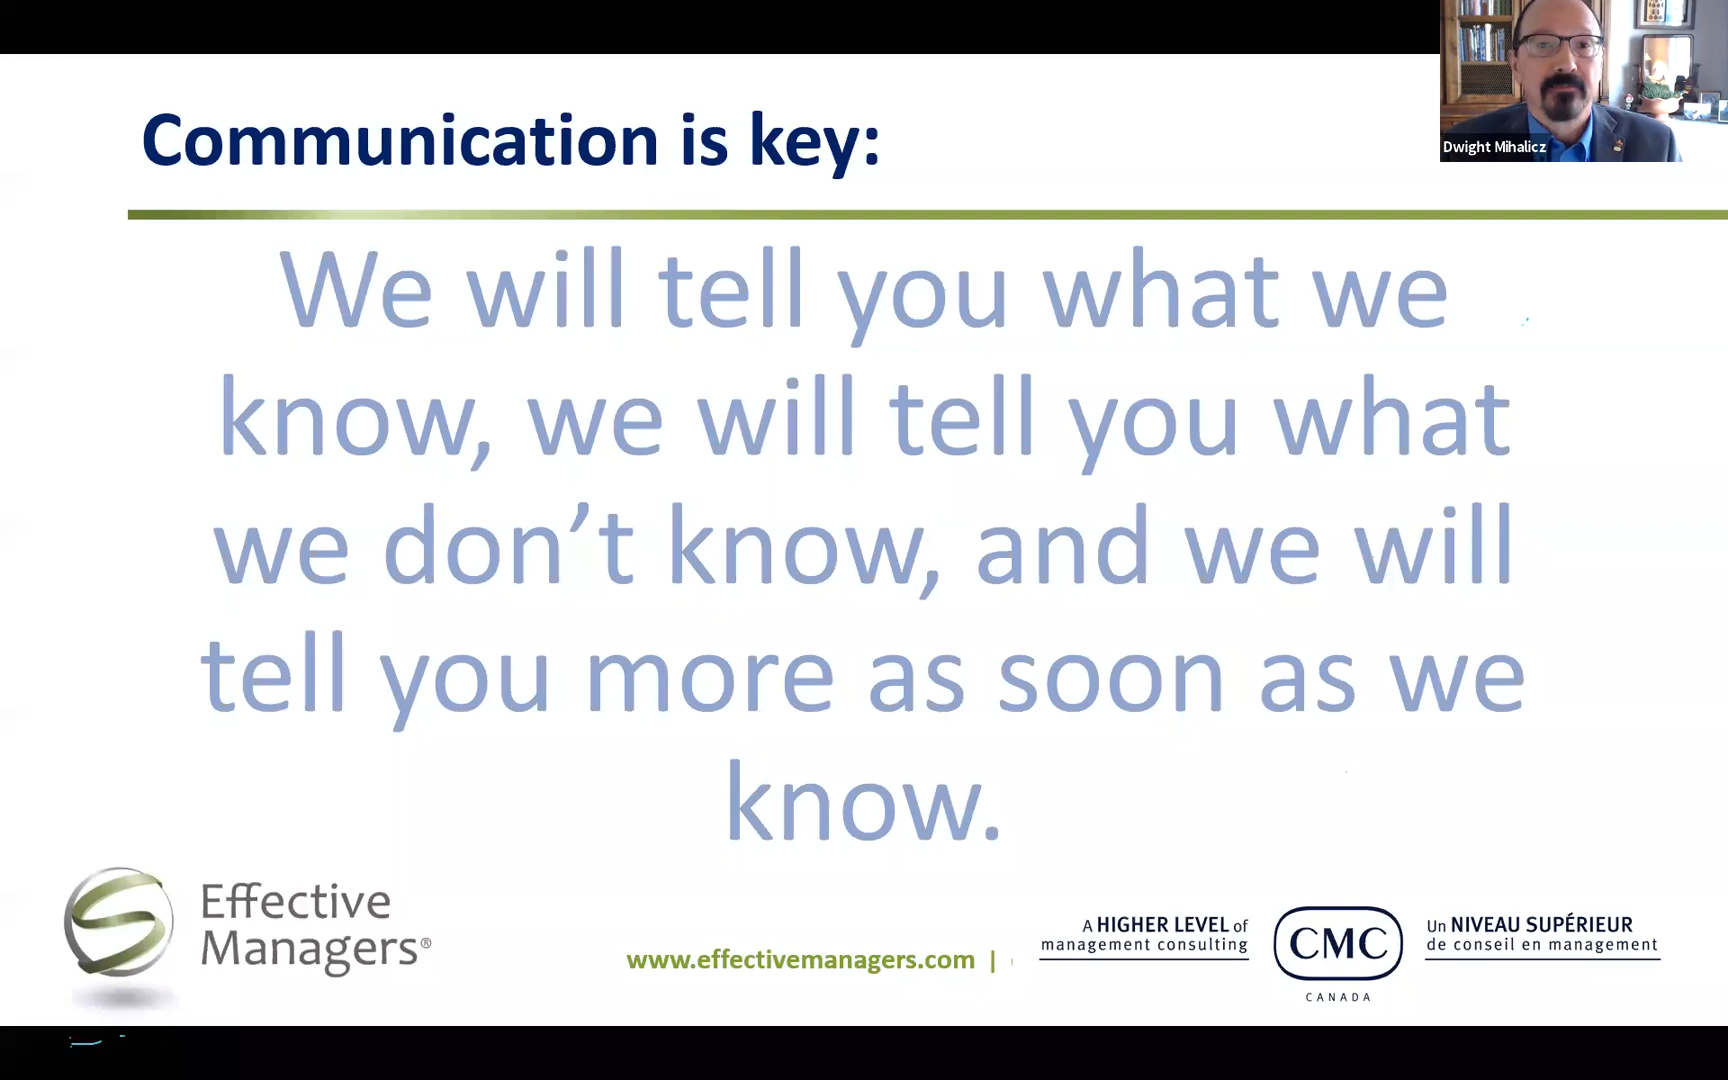 Communication is key:
Dwight Mihalicz
We will tell you what we
know, we will tell you what
we don’t know, and we will
tell you more as soon as we
know.
Effective
Managers®
www.effectivemanagers.com |
A HIGHER LEVEL of
management consulting
CMC
CANADA
Un NIVEAU SUPÉRIEUR
de conseil en management